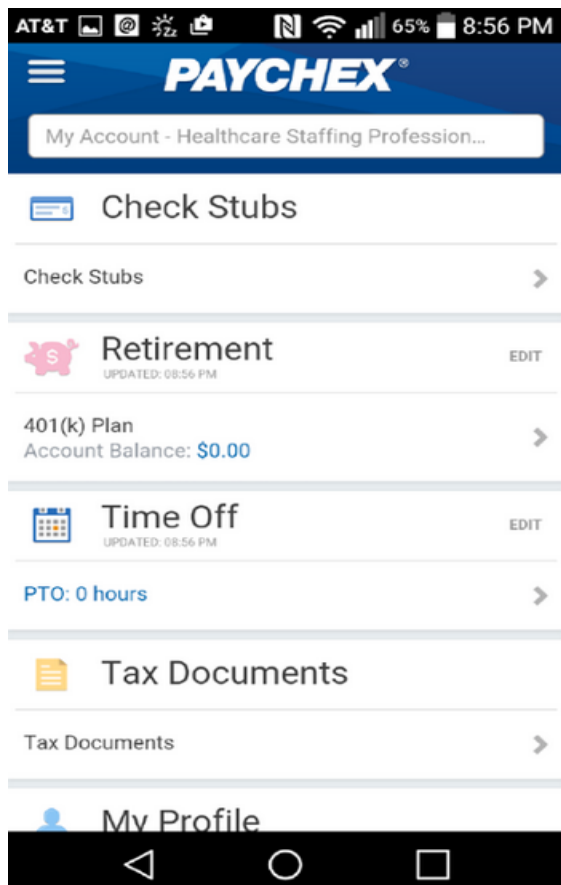 AT&T 65% 8:56 PM
PAYCHEX®
My Account - Healthcare Staffing Profession...
Check Stubs
Check Stubs
Retirement
EDIT
UPDATED: 08:56 PM
401(k) Plan
Account Balance: $0.00
Time Off
EDIT
UPDATED: 08:56 PM
PTO: 0 hours
Tax Documents
Tax Documents
My Profile